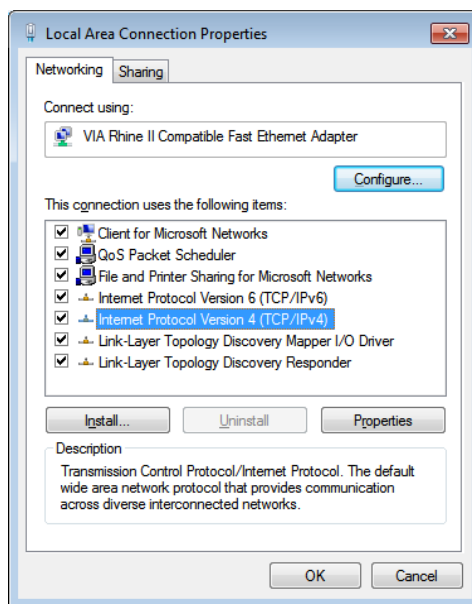 Local Area Connection Properties
Networking
Sharing
Connect using:
VIA Rhine II Compatible Fast Ethernet Adapter
Configure...
This connection uses the following items:
Client for Microsoft Networks
QoS Packet Scheduler
File and Printer Sharing for Microsoft Networks
Internet Protocol Version 6 (TCP/IPv6)
Internet Protocol Version 4 (TCP/IPv4)
Link-Layer Topology Discovery Mapper I/O Driver
Link-Layer Topology Discovery Responder
Install...
Uninstall
Properties
Description
Transmission Control Protocol/Internet Protocol. The default
wide area network protocol that provides communication
across diverse interconnected networks.
OK
Cancel